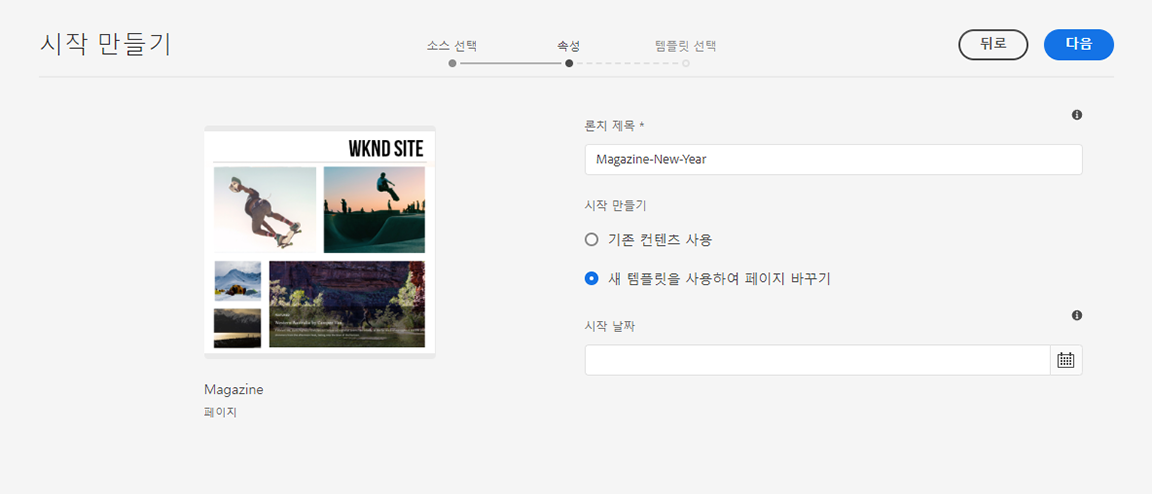 시작 만들기
소스 선택
속성
템플릿 선택
뒤로
다음
WKND SITE
Magazine
페이지
론치 제목 *
Magazine-New-Year
시작 만들기
기존 컨텐츠 사용
새 템플릿을 사용하여 페이지 바꾸기
시작 날짜